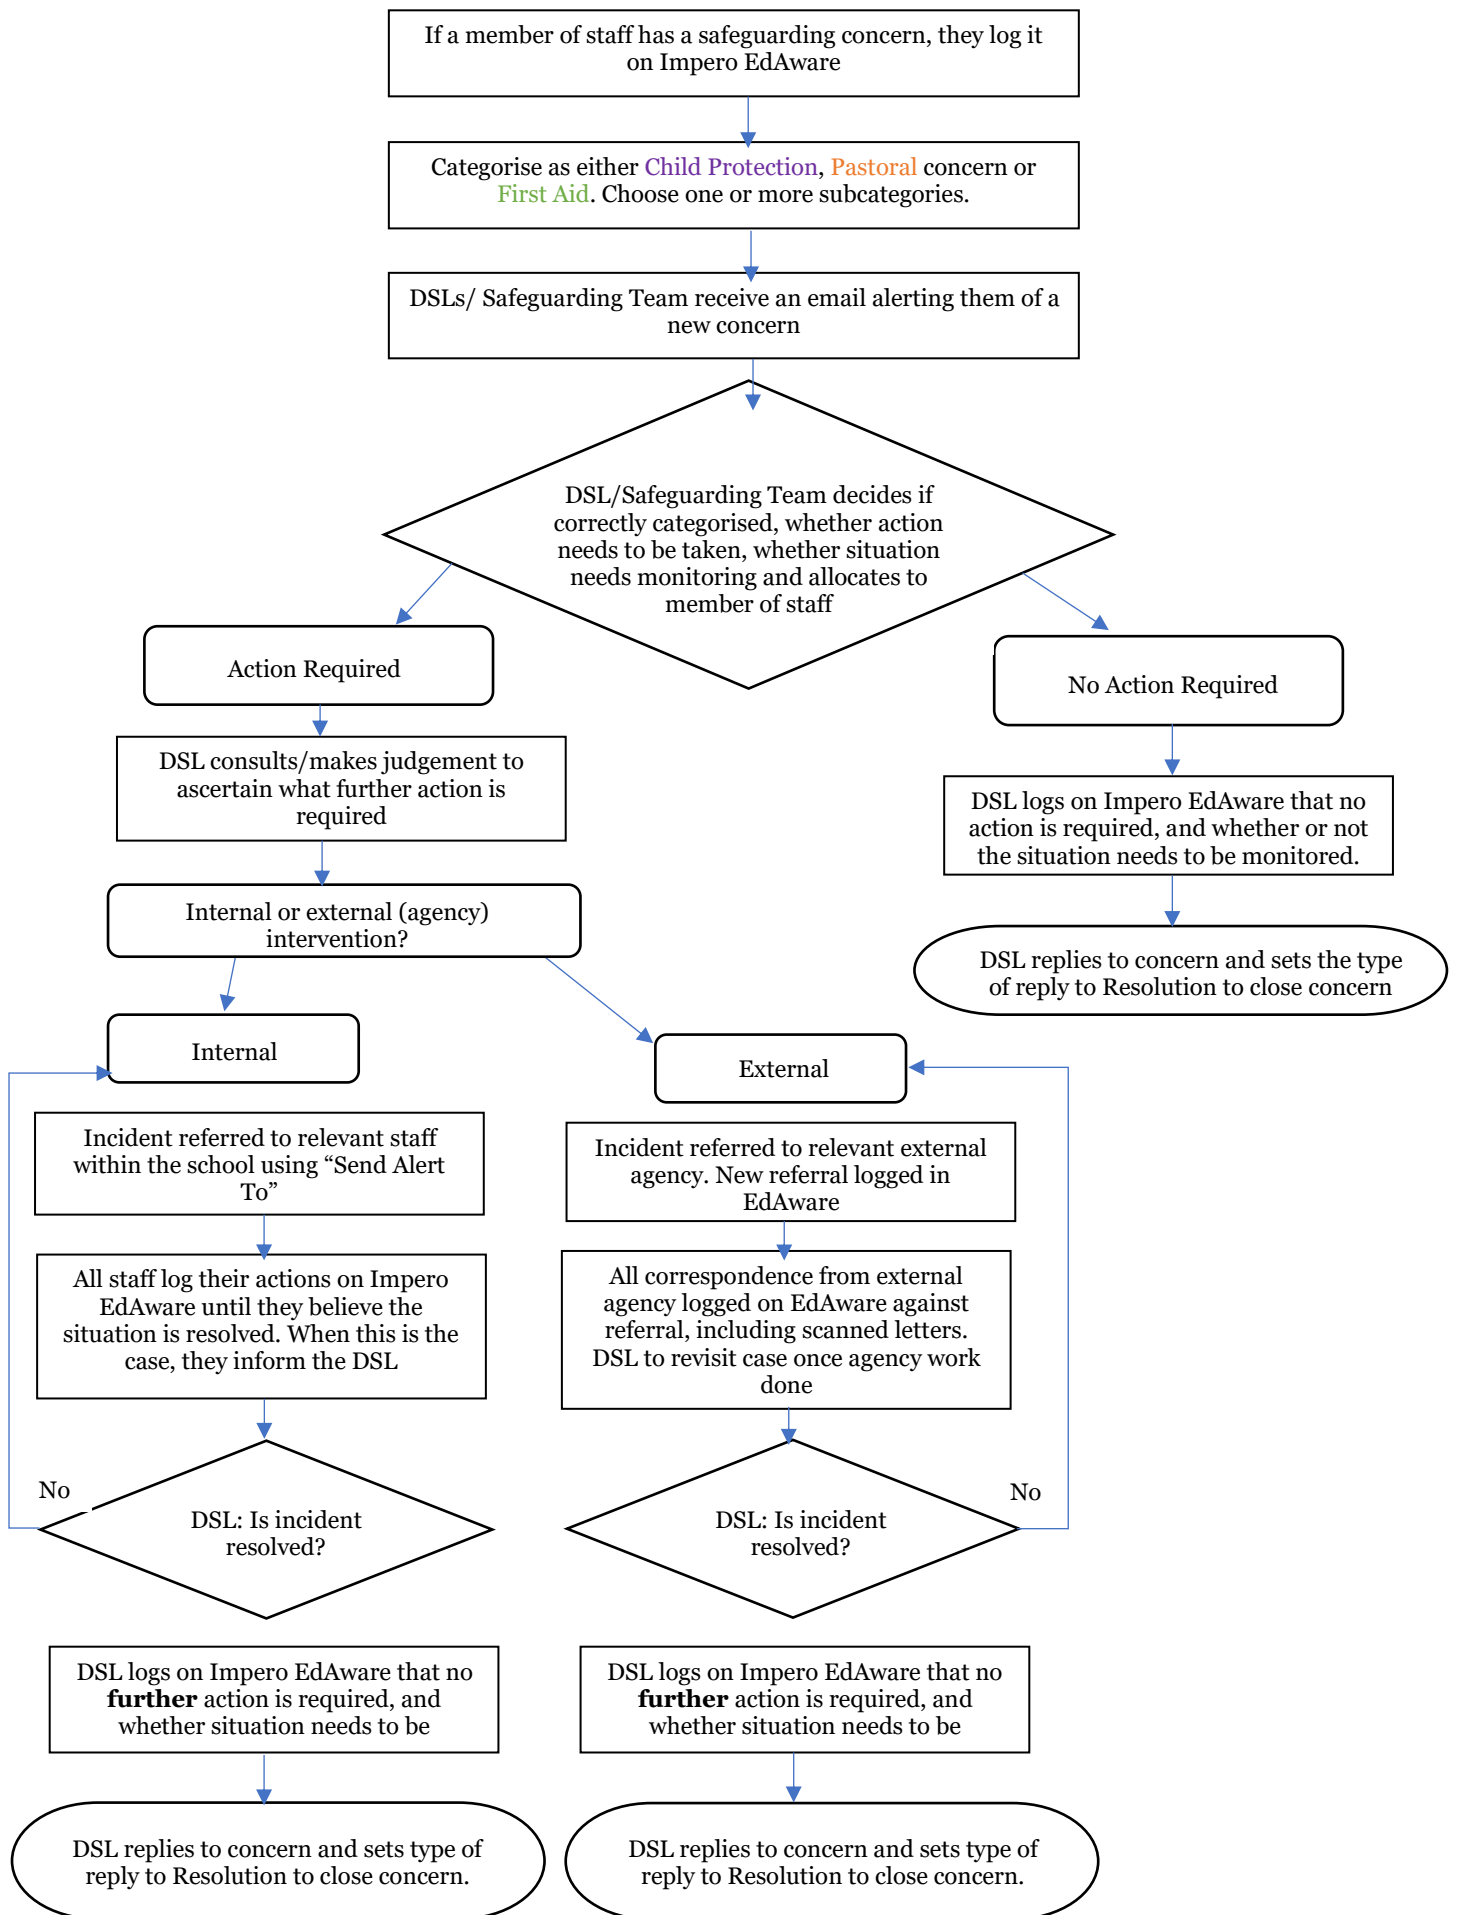 If a member of staff has a safeguarding concern, they log it
on Impero EdAware
Categorise as either Child Protection, Pastoral concern or
First Aid. Choose one or more subcategories.
DSLs/ Safeguarding Team receive an email alerting them of a
new concern
DSL/Safeguarding Team decides if
correctly categorised, whether action
needs to be taken, whether situation
needs monitoring and allocates to
member of staff
Action Required
No Action Required
DSL consults/makes judgement to
ascertain what further action is
required
DSL logs on Impero EdAware that no
action is required, and whether or not
the situation needs to be monitored.
Internal or external (agency)
intervention?
DSL replies to concern and sets the type
of reply to Resolution to close concern
Internal
External
Incident referred to relevant staff
within the school using “Send Alert
To”
Incident referred to relevant external
agency. New referral logged in
EdAware
All staff log their actions on Impero
EdAware until they believe the
situation is resolved. When this is the
case, they inform the DSL
All correspondence from external
agency logged on EdAware against
referral, including scanned letters.
DSL to revisit case once agency work
done
No
DSL: Is incident
resolved?
No
DSL: Is incident
resolved?
DSL logs on Impero EdAware that no
further action is required, and
whether situation needs to be
DSL logs on Impero EdAware that no
further action is required, and
whether situation needs to be
DSL replies to concern and sets type of
reply to Resolution to close concern.
DSL replies to concern and sets type of
reply to Resolution to close concern.